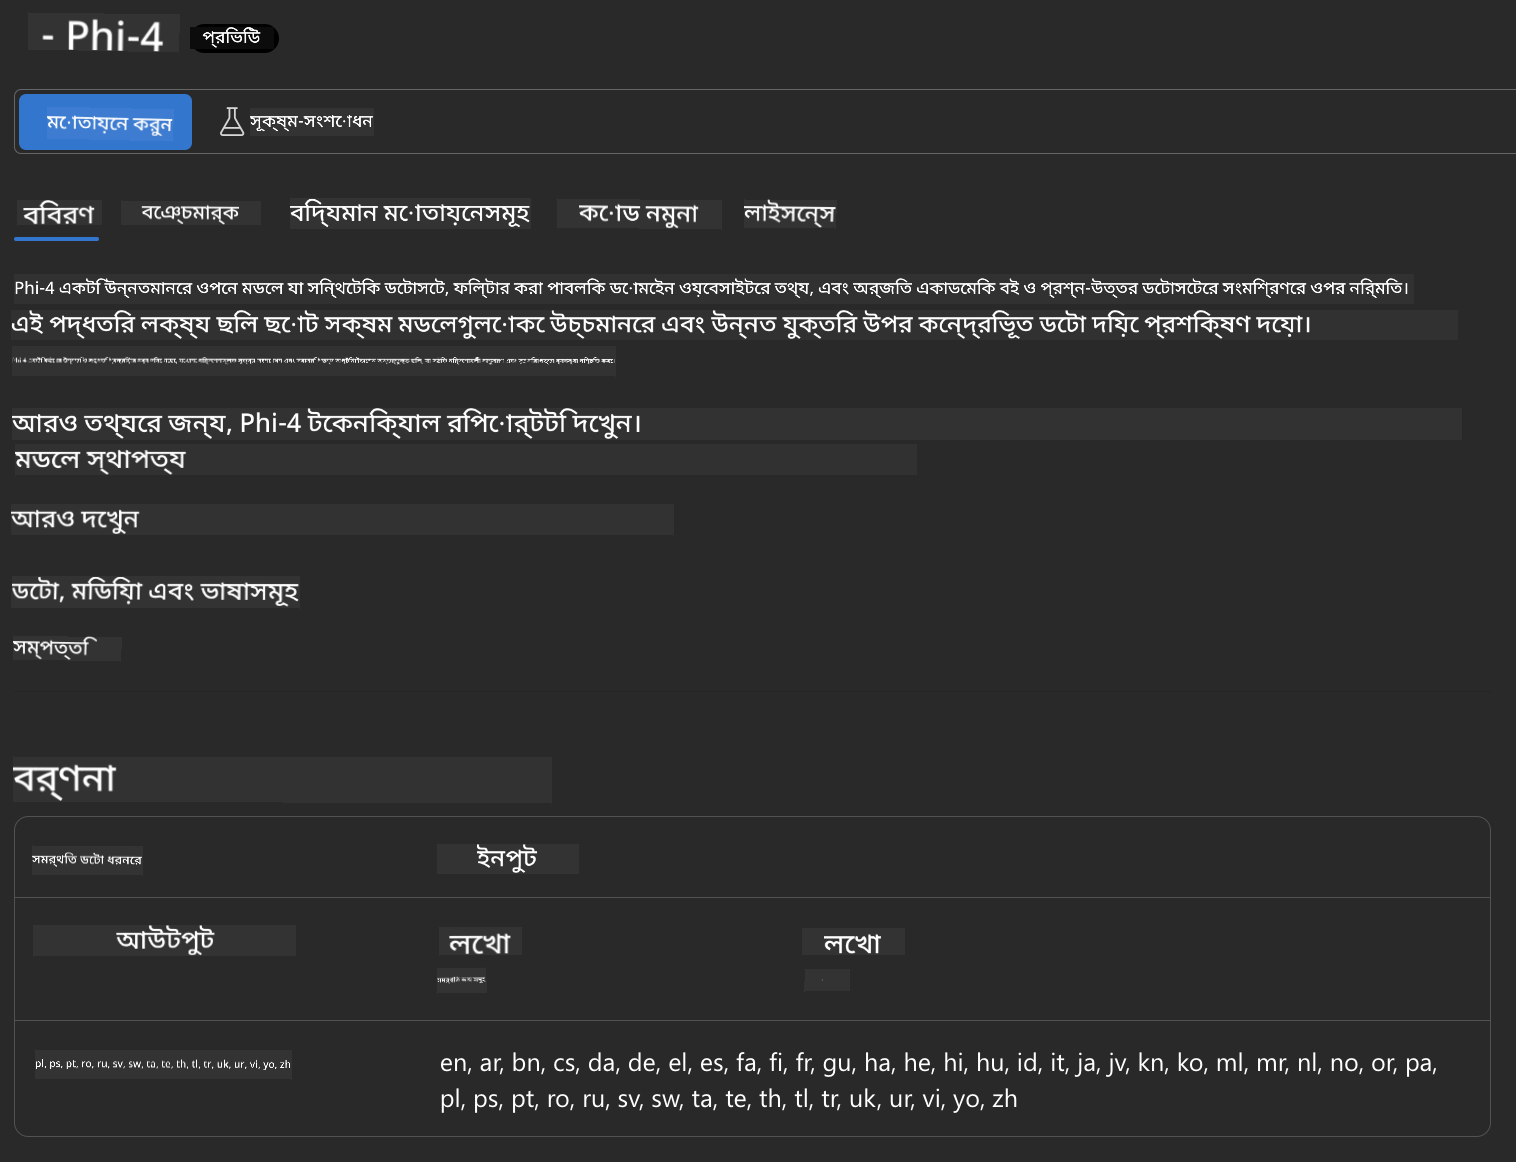 - Phi-4 প্রিভিউ
মোতায়েন করুন সূক্ষ্ম-সংশোধন
বিবরণ বেঞ্চমার্ক বিদ্যমান মোতায়েনসমূহ কোড নমুনা লাইসেন্স
Phi-4 একটি উন্নতমানের ওপেন মডেল যা সিন্থেটিক ডেটাসেট, ফিল্টার করা পাবলিক ডোমেইন ওয়েবসাইটের তথ্য, এবং অর্জিত একাডেমিক বই ও প্রশ্ন-উত্তর ডেটাসেটের সংমিশ্রণের ওপর নির্মিত।
এই পদ্ধতির লক্ষ্য ছিল ছোট সক্ষম মডেলগুলোকে উচ্চমানের এবং উন্নত যুক্তির উপর কেন্দ্রীভূত ডেটা দিয়ে প্রশিক্ষণ দেয়া।
আরও তথ্যের জন্য, Phi-4 টেকনিক্যাল রিপোর্টটি দেখুন।
মডেল স্থাপত্য
আরও দেখুন
ডেটা, মিডিয়া এবং ভাষাসমূহ
সম্পত্তি
বর্ণনা
সমর্থিত ডেটা ধরনের ইনপুট
আউটপুট লেখা লেখা
pl, ps, pt, ro, ru, sv, sw, ta, te, th, tl, tr, uk, ur, vi, yo, zh
en, ar, bn, cs, da, de, el, es, fa, fi, fr, gu, ha, he, hi, hu, id, it, ja, jv, kn, ko, ml, mr, nl, no, or, pa,
pl, ps, pt, ro, ru, sv, sw, ta, te, th, tl, tr, uk, ur, vi, yo, zh